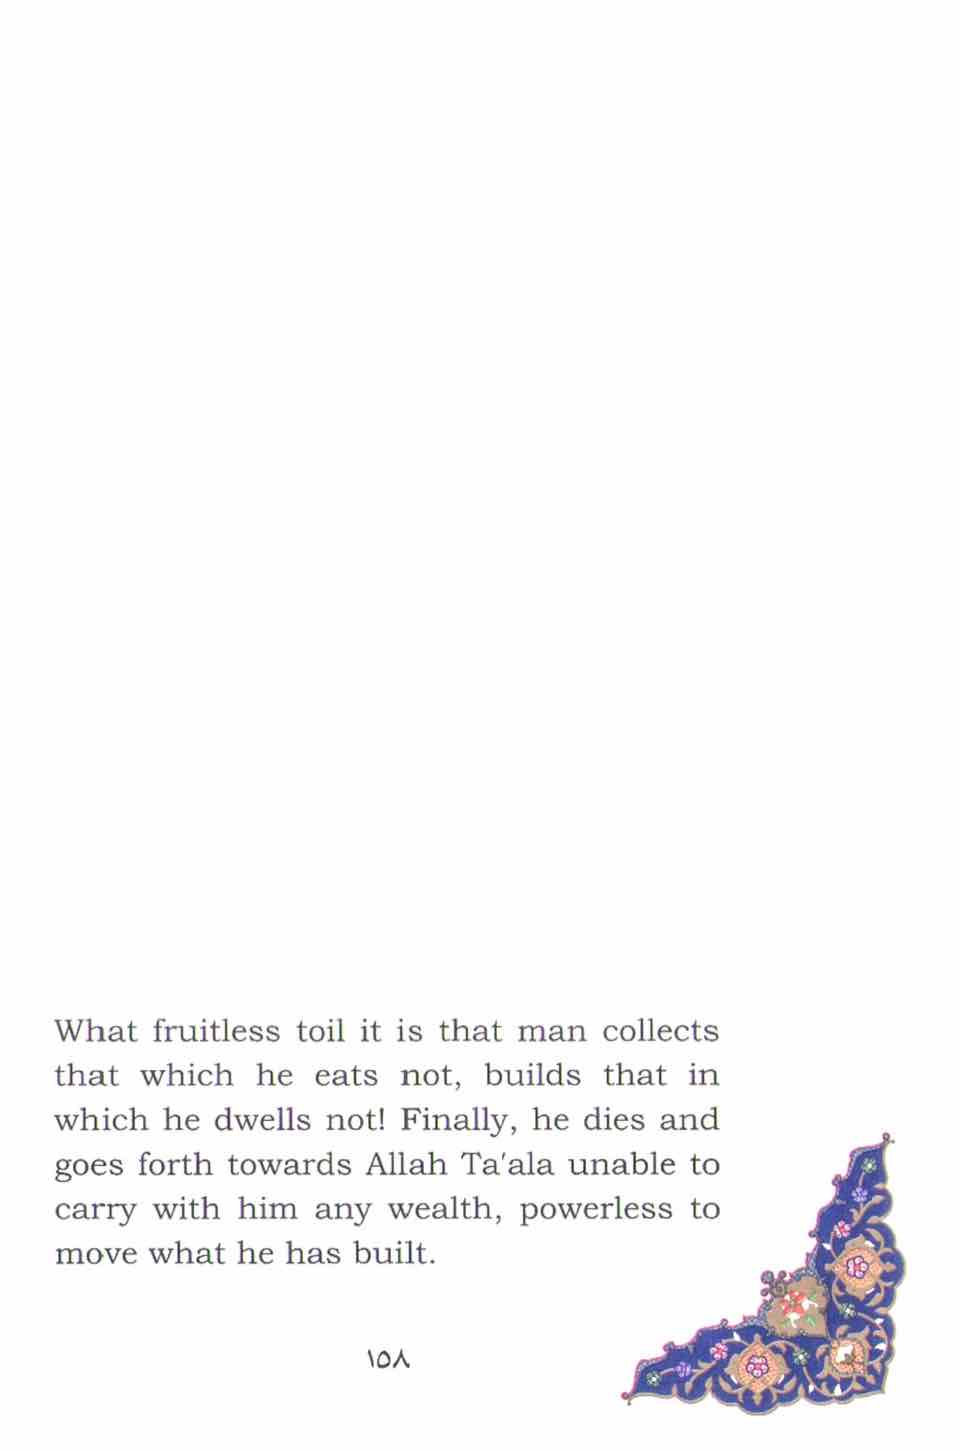 What fruitless toil it is that man collects
that which he eats not, builds that in
which he dwells not! Finally, he dies and
goes forth towards Allah Ta'ala unable to
carry with him any wealth, powerless to
move what he has built.
١٥٨